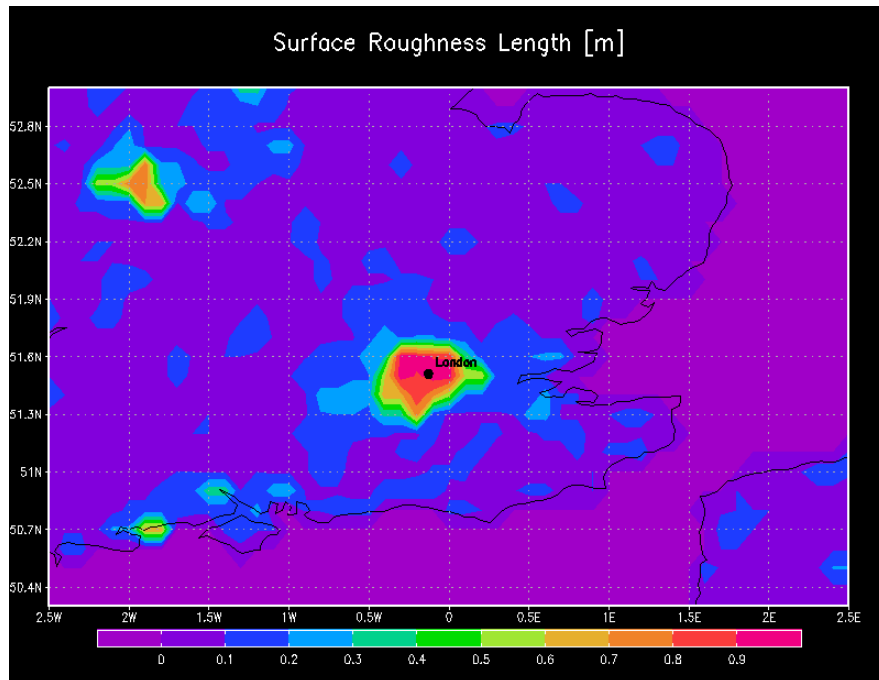 Surface Roughness Length [m]
52.8N
52.5N
52.2N
51.9N
51.6N
London
51.3N
51N
50.7N
50.4N
2.5W 2W 1.5W 1W 0.5W 0 0.5E 1E 1.5E 2E 2.5E
0 0.1 0.2 0.3 0.4 0.5 0.6 0.7 0.8 0.9